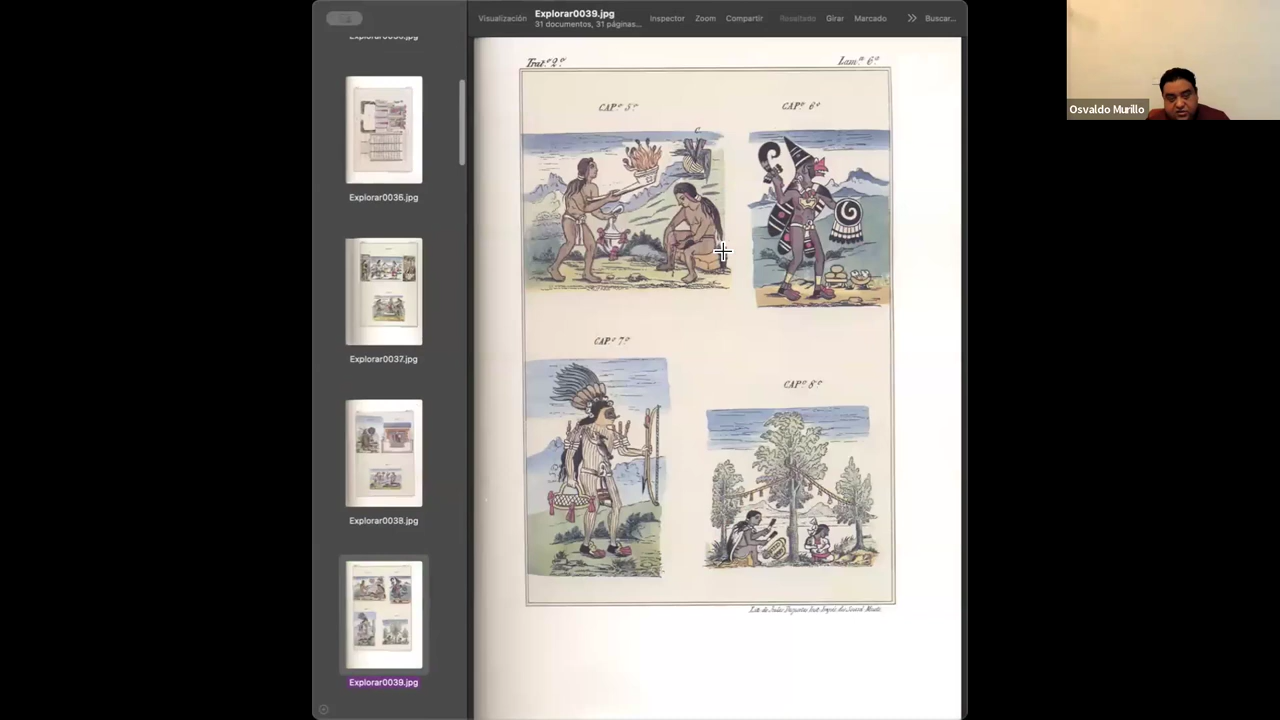 Explorar0036.jpg
Explorar0037.jpg
Explorar0038.jpg
Explorar0039.jpg
Visualización
Explorar0039.jpg
31 documentos, 31 páginas...
Inspector
Zoom
Compartir
Resaltado
Girar
Marcado
Buscar...
Trat.º 2.º
Lam.ª 6.ª
CAP.º 5.º
CAP.º 6.º
C.
CAP.º 7.º
CAP.º 8.º
Osvaldo Murillo